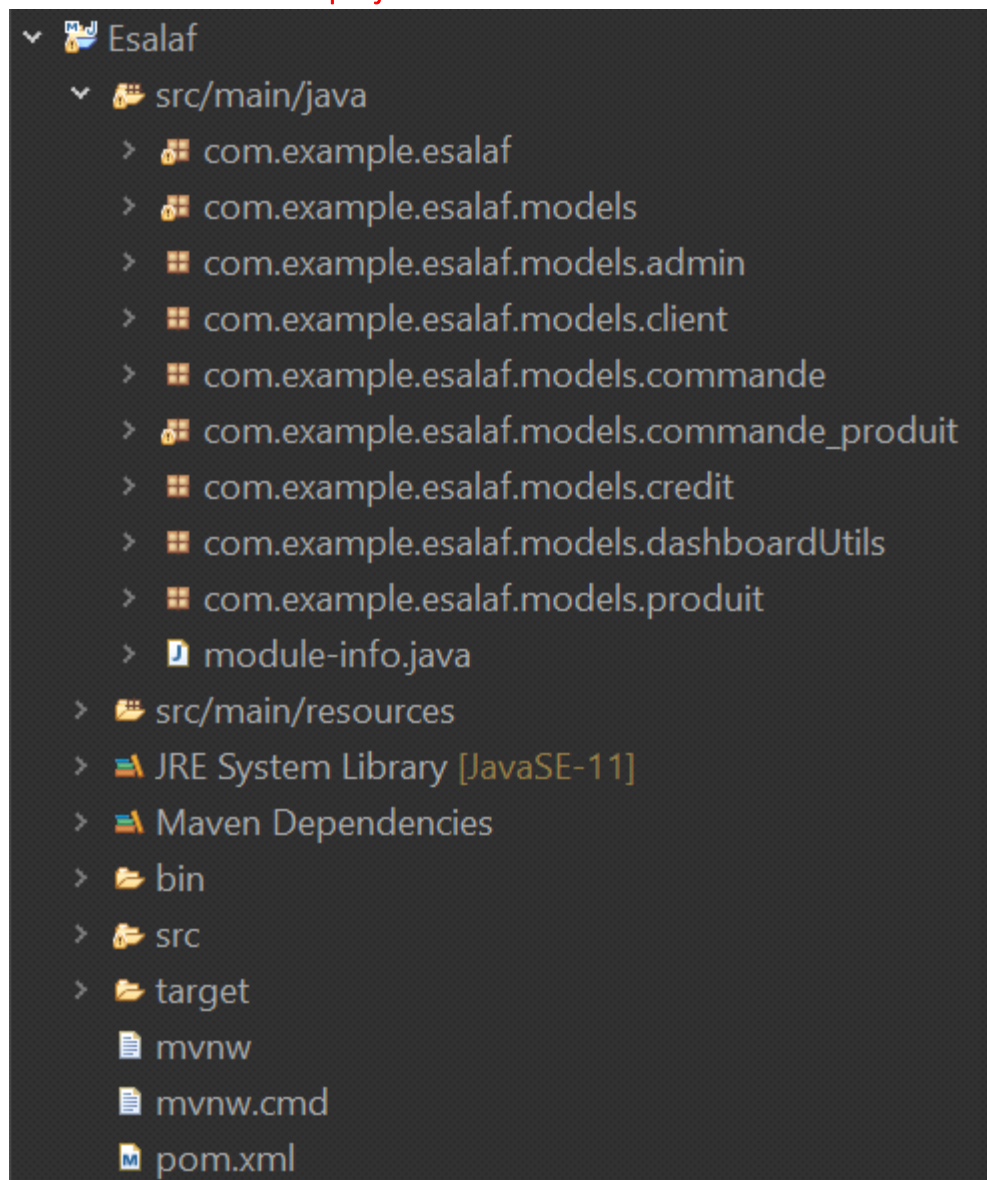 Esalaf
src/main/java
com.example.esalaf
com.example.esalaf.models
com.example.esalaf.models.admin
com.example.esalaf.models.client
com.example.esalaf.models.commande
com.example.esalaf.models.commande_produit
com.example.esalaf.models.credit
com.example.esalaf.models.dashboardUtils
com.example.esalaf.models.produit
module-info.java
src/main/resources
JRE System Library [JavaSE-11]
Maven Dependencies
bin
src
target
mvnw
mvnw.cmd
pom.xml